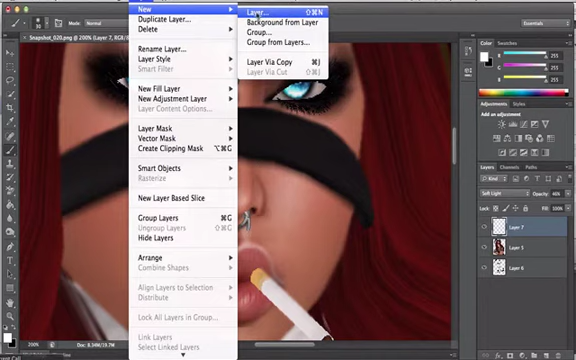 New
Layer... ⇧⌘N
Background from Layer
Group...
Group from Layers...
Layer Via Copy ⌘J
Layer Via Cut ⇧⌘J
Duplicate Layer...
Delete
Rename Layer...
Layer Style
Smart Filter
New Fill Layer
New Adjustment Layer
Layer Content Options...
Layer Mask
Vector Mask
Create Clipping Mask ⌥⌘G
Smart Objects
Rasterize
New Layer Based Slice
Group Layers ⌘G
Ungroup Layers ⇧⌘G
Hide Layers
Arrange
Combine Shapes
Align Layers to Selection
Distribute
Lock All Layers in Group...
Link Layers
Select Linked Layers
Snapshot_020.png @ 200% (Layer 7, RGB/8
Essentials
Color Swatches
Adjustments Styles
Add an adjustment
Layers Channels Paths
Kind
Soft Light Opacity:
Lock: Fill: 100%
Layer 7
Layer 5
Layer 6
200% Doc: 8.34M/19.7M